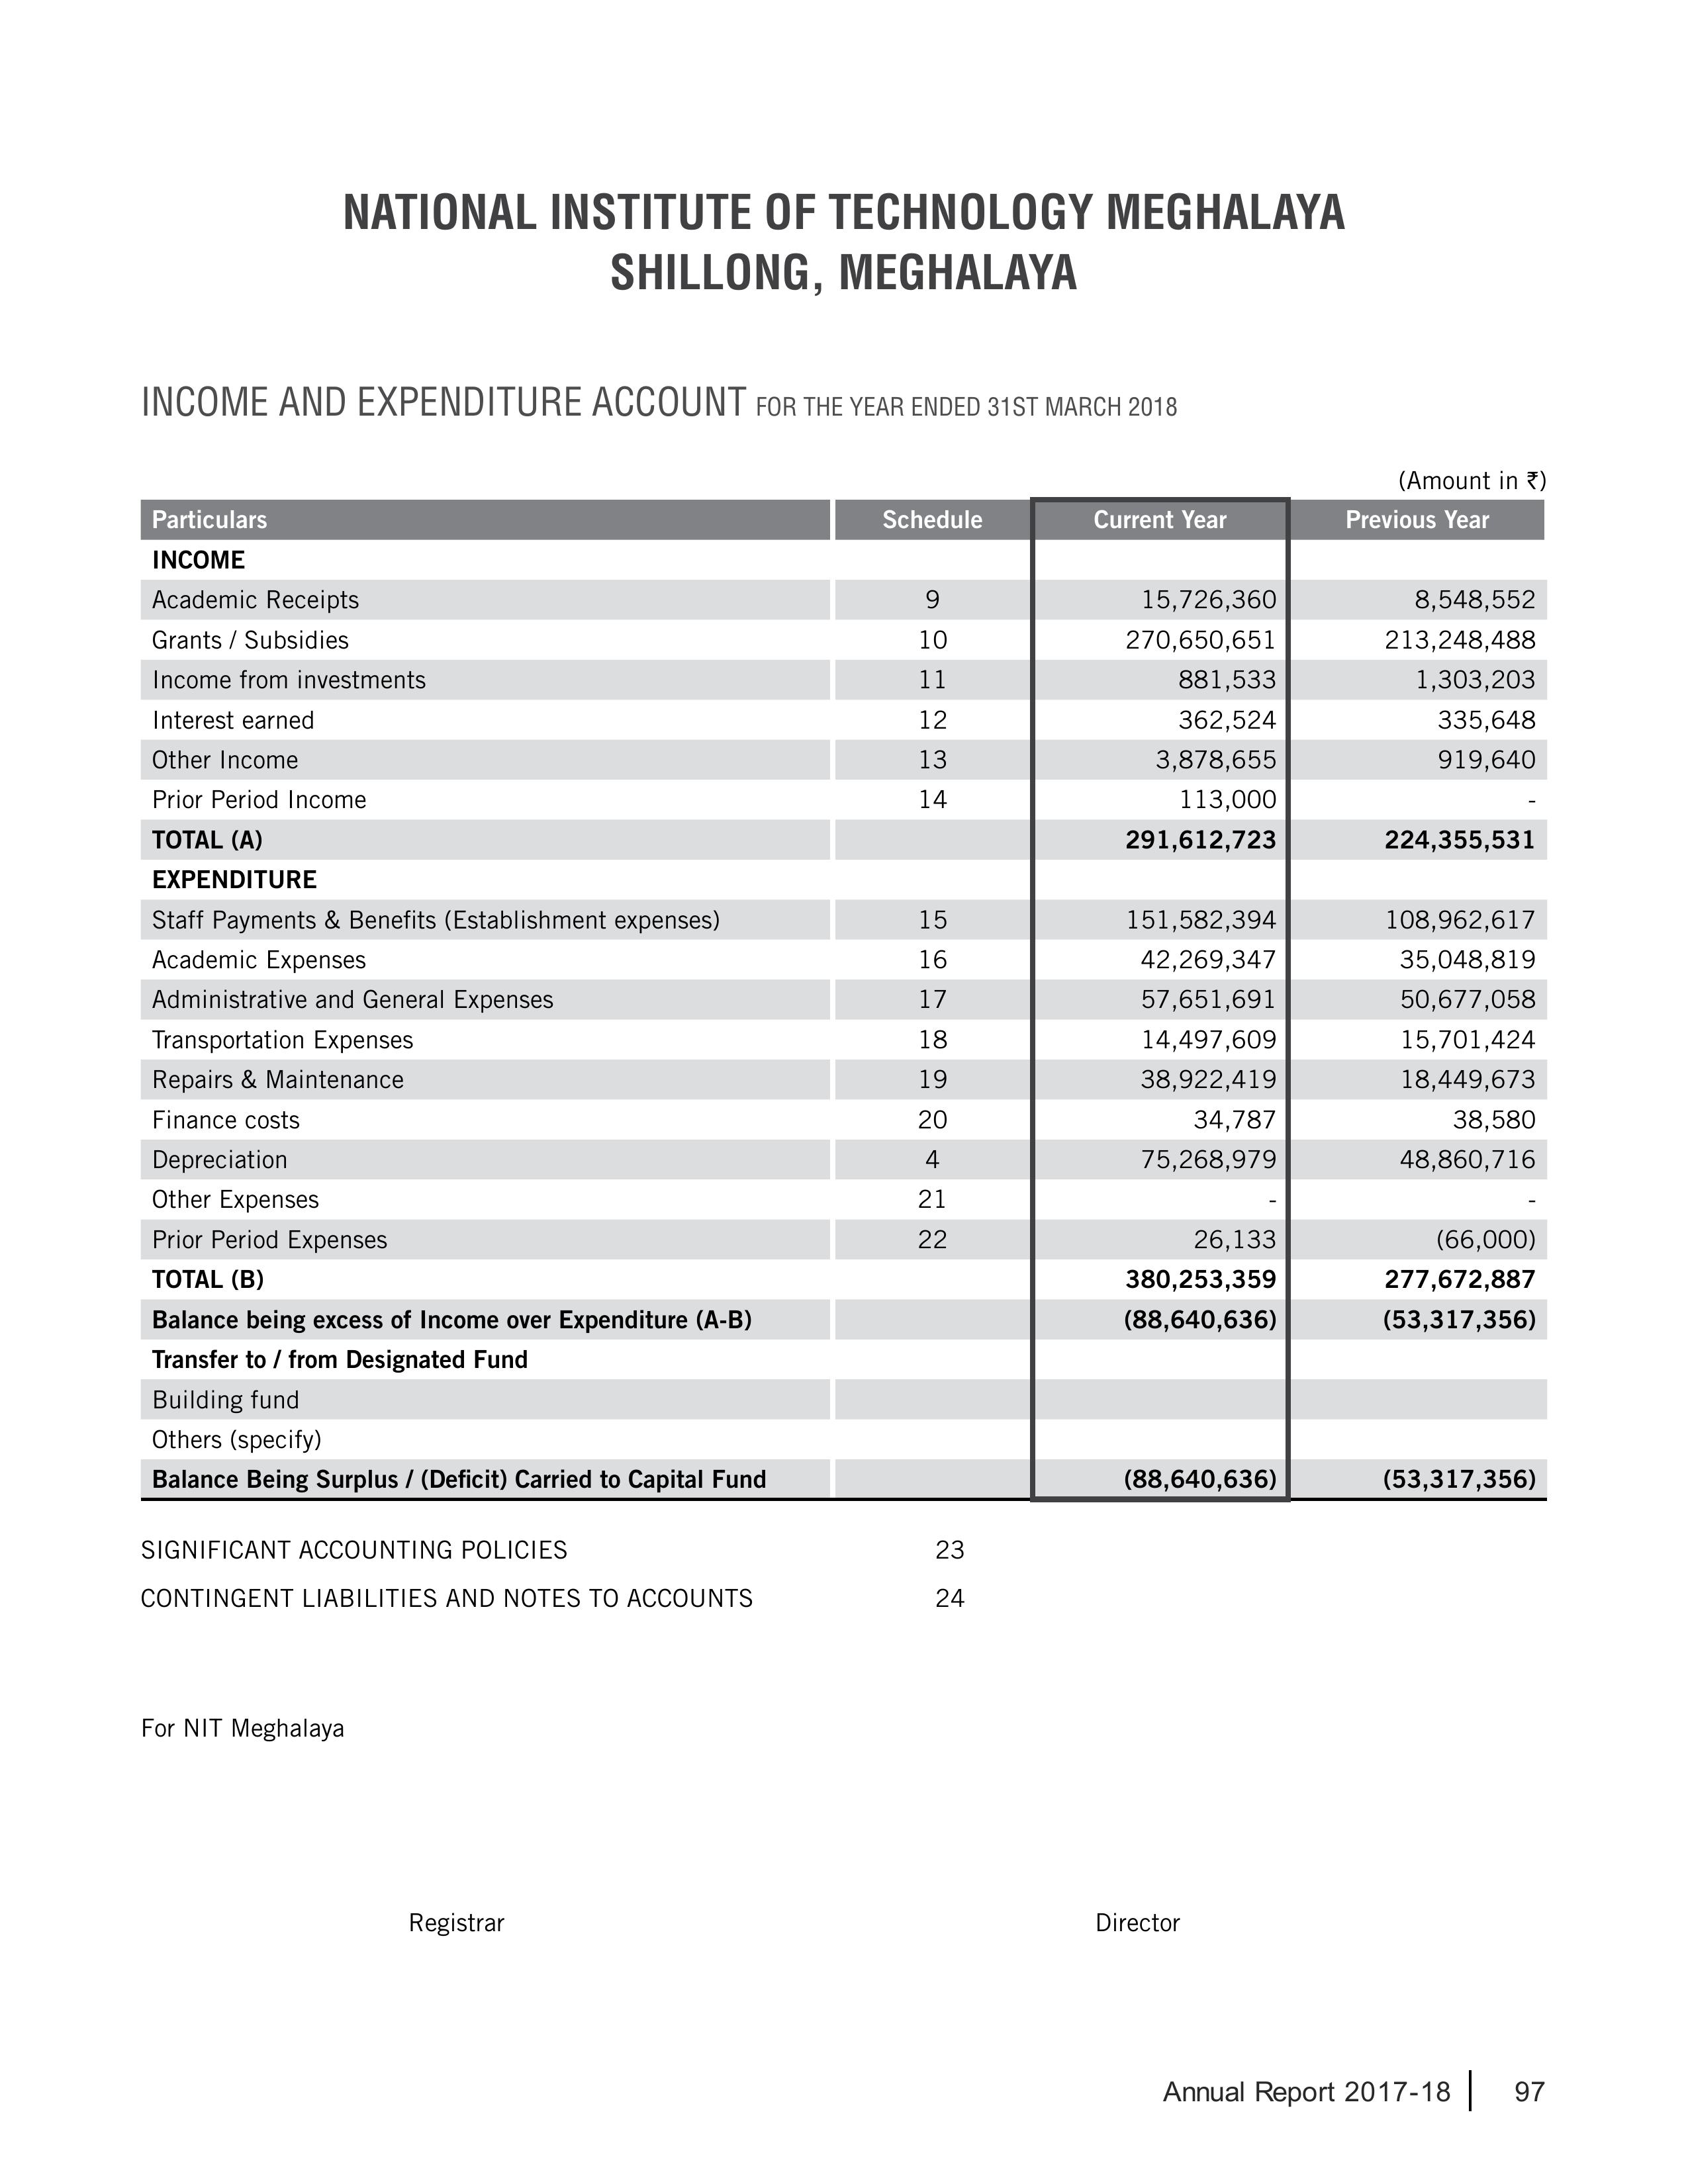 NATIONAL INSTITUTE OF TECHNOLOGY MEGHALAYA
SHILLONG, MEGHALAYA
INCOME AND EXPENDITURE ACCOUNT FOR THE YEAR ENDED 31ST MARCH 2018
(Amount in ₹)
Particulars Schedule Current Year Previous Year
INCOME
Academic Receipts 9 15,726,360 8,548,552
Grants / Subsidies 10 270,650,651 213,248,488
Income from investments 11 881,533 1,303,203
Interest earned 12 362,524 335,648
Other Income 13 3,878,655 919,640
Prior Period Income 14 113,000 -
TOTAL (A) 291,612,723 224,355,531
EXPENDITURE
Staff Payments & Benefits (Establishment expenses) 15 151,582,394 108,962,617
Academic Expenses 16 42,269,347 35,048,819
Administrative and General Expenses 17 57,651,691 50,677,058
Transportation Expenses 18 14,497,609 15,701,424
Repairs & Maintenance 19 38,922,419 18,449,673
Finance costs 20 34,787 38,580
Depreciation 4 75,268,979 48,860,716
Other Expenses 21 - -
Prior Period Expenses 22 26,133 (66,000)
TOTAL (B) 380,253,359 277,672,887
Balance being excess of Income over Expenditure (A-B) (88,640,636) (53,317,356)
Transfer to / from Designated Fund
Building fund
Others (specify)
Balance Being Surplus / (Deficit) Carried to Capital Fund (88,640,636) (53,317,356)
SIGNIFICANT ACCOUNTING POLICIES 23
CONTINGENT LIABILITIES AND NOTES TO ACCOUNTS 24
For NIT Meghalaya
Registrar Director
Annual Report 2017-18 97